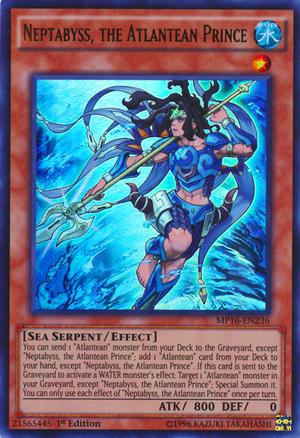 Neptabyss, the Atlantean Prince
WATER
水
MP16-EN236
[Sea Serpent/Effect]
You can send 1 "Atlantean" monster from your Deck to the Graveyard, except
"Neptabyss, the Atlantean Prince"; add 1 "Atlantean" card from your Deck to
your hand, except "Neptabyss, the Atlantean Prince". If this card is sent to the
Graveyard to activate a WATER monster's effect: Target 1 "Atlantean" monster in
your Graveyard, except "Neptabyss, the Atlantean Prince"; Special Summon it.
You can only use each effect of "Neptabyss, the Atlantean Prince" once per turn.
ATK/ 800 DEF/ 0
21565445 1st Edition ©1996 KAZUKI TAKAHASHI